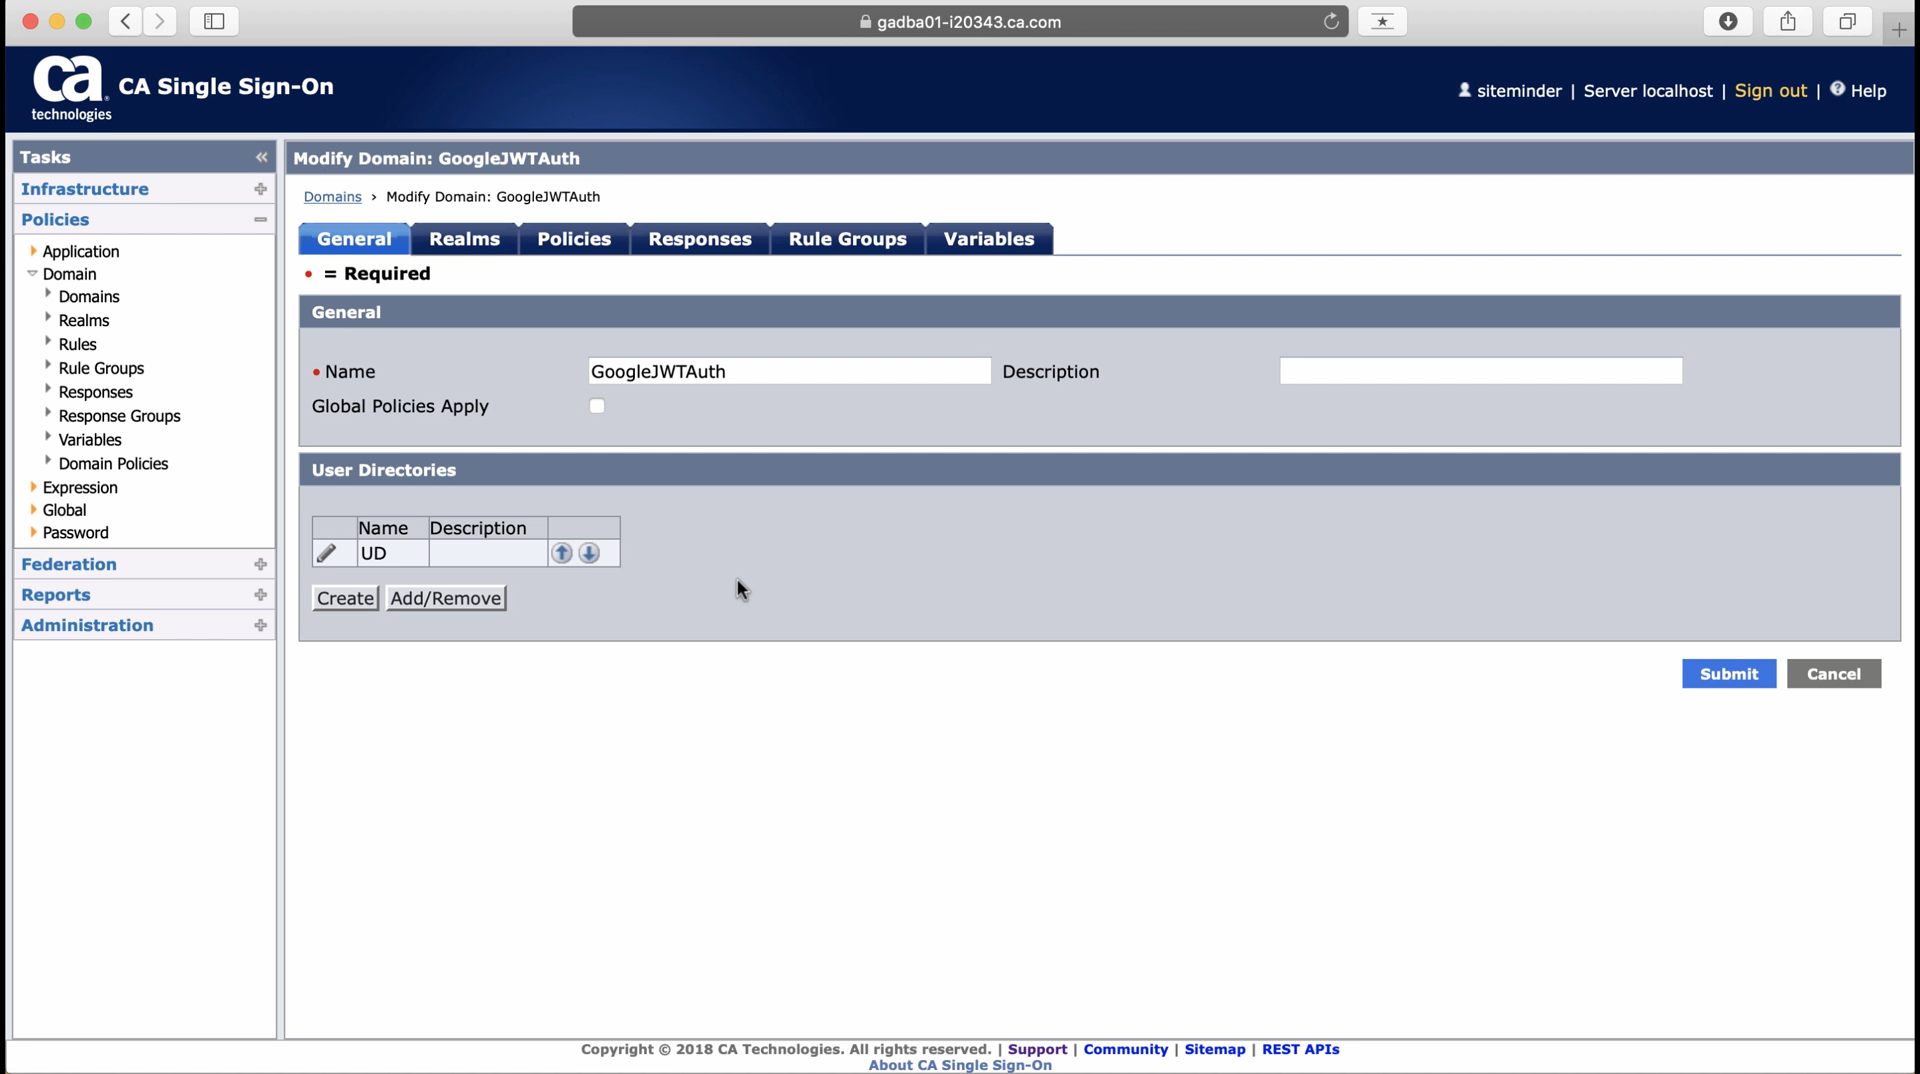 gadba01-i20343.ca.com
ca
technologies
CA Single Sign-On
siteminder | Server localhost | Sign out | Help
Tasks
Infrastructure
Policies
Application
Domain
Domains
Realms
Rules
Rule Groups
Responses
Response Groups
Variables
Domain Policies
Expression
Global
Password
Federation
Reports
Administration
Modify Domain: GoogleJWTAuth
Domains › Modify Domain: GoogleJWTAuth
General Realms Policies Responses Rule Groups Variables
• = Required
General
• Name GoogleJWTAuth Description
Global Policies Apply
User Directories
Name Description
UD
Create Add/Remove
Submit Cancel
Copyright © 2018 CA Technologies. All rights reserved. | Support | Community | Sitemap | REST APIs
About CA Single Sign-On